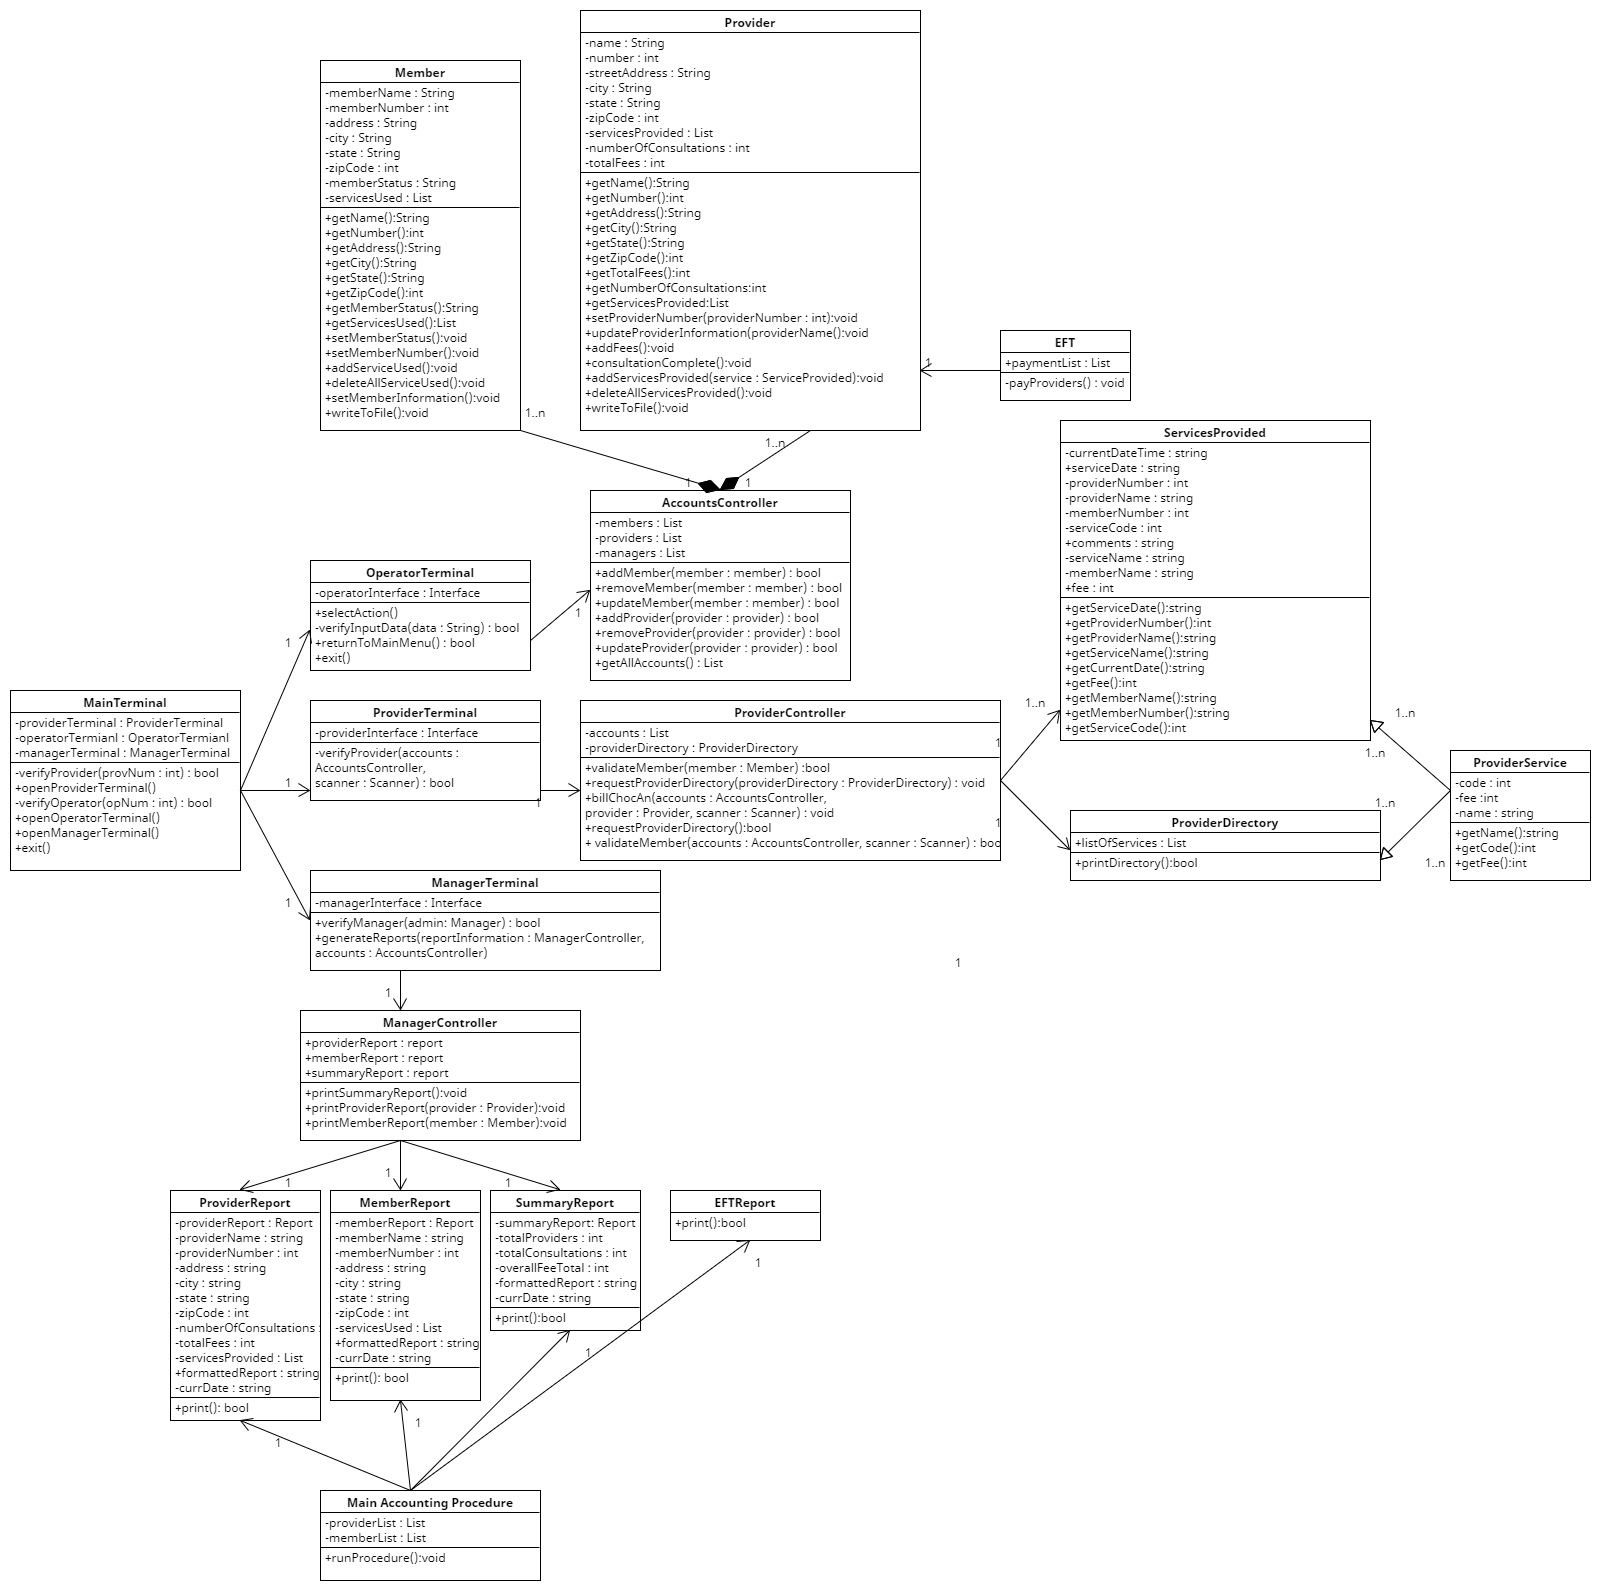 Provider
-name : String
-number : int
-streetAddress : String
-city : String
-state : String
-zipCode : int
-servicesProvided : List
-numberOfConsultations : int
-totalFees : int
+getName():String
+getNumber():int
+getAddress():String
+getCity():String
+getState():String
+getZipCode():int
+getTotalFees():int
+getNumberOfConsultations:int
+getServicesProvided:List
+setProviderNumber(providerNumber : int):void
+updateProviderInformation(providerName():void
+addFees():void
+consultationComplete():void
+addServicesProvided(service : ServiceProvided):void
+deleteAllServicesProvided():void
+writeToFile():void
Member
-memberName : String
-memberNumber : int
-address : String
-city : String
-state : String
-zipCode : int
-memberStatus : String
-servicesUsed : List
+getName():String
+getNumber():int
+getAddress():String
+getCity():String
+getState():String
+getZipCode():int
+getMemberStatus():String
+getServicesUsed():List
+setMemberStatus():void
+setMemberNumber():void
+addServiceUsed():void
+deleteAllServiceUsed():void
+setMemberInformation():void
+writeToFile():void
1..n
1..n
1
1
1
EFT
+paymentList : List
-payProviders() : void
ServicesProvided
-currentDateTime : string
+serviceDate : string
-providerNumber : int
-providerName : string
-memberNumber : int
-serviceCode : int
+comments : string
-serviceName : string
-memberName : string
+fee : int
+getServiceDate():string
+getProviderNumber():int
+getProviderName():string
+getServiceName():string
+getCurrentDate():string
+getFee():int
+getMemberName():string
+getMemberNumber():string
+getServiceCode():int
AccountsController
-members : List
-providers : List
-managers : List
+addMember(member : member) : bool
+removeMember(member : member) : bool
+updateMember(member : member) : bool
+addProvider(provider : provider) : bool
+removeProvider(provider : provider) : bool
+updateProvider(provider : provider) : bool
+getAllAccounts() : List
OperatorTerminal
-operatorInterface : Interface
+selectAction()
-verifyInputData(data : String) : bool
+returnToMainMenu() : bool
+exit()
1
1
MainTerminal
-providerTerminal : ProviderTerminal
-operatorTermianl : OperatorTermianl
-managerTerminal : ManagerTerminal
-verifyProvider(provNum : int) : bool
+openProviderTerminal()
-verifyOperator(opNum : int) : bool
+openOperatorTerminal()
+openManagerTerminal()
+exit()
1
1
ProviderTerminal
-providerInterface : Interface
-verifyProvider(accounts :
AccountsController,
scanner : Scanner) : bool
1
ProviderController
-accounts : List
-providerDirectory : ProviderDirectory
+validateMember(member : Member) :bool
+requestProviderDirectory(providerDirectory : ProviderDirectory) : void
+billChocAn(accounts : AccountsController,
provider : Provider, scanner : Scanner) : void
+requestProviderDirectory():bool
+ validateMember(accounts : AccountsController, scanner : Scanner) : boo
1
1
1..n
1..n
1..n
1..n
1..n
ProviderService
-code : int
-fee :int
-name : string
+getName():string
+getCode():int
+getFee():int
ProviderDirectory
+listOfServices : List
+printDirectory():bool
ManagerTerminal
-managerInterface : Interface
+verifyManager(admin: Manager) : bool
+generateReports(reportInformation : ManagerController,
accounts : AccountsController)
1
1
ManagerController
+providerReport : report
+memberReport : report
+summaryReport : report
+printSummaryReport():void
+printProviderReport(provider : Provider):void
+printMemberReport(member : Member):void
1
1
1
ProviderReport
-providerReport : Report
-providerName : string
-providerNumber : int
-address : string
-city : string
-state : string
-zipCode : int
-numberOfConsultations :
-totalFees : int
-servicesProvided : List
+formattedReport : string
-currDate : string
+print(): bool
MemberReport
-memberReport : Report
-memberName : string
-memberNumber : int
-address : string
-city : string
-state : string
-zipCode : int
-servicesUsed : List
+formattedReport : string
-currDate : string
+print(): bool
SummaryReport
-summaryReport: Report
-totalProviders : int
-totalConsultations : int
-overallFeeTotal : int
-formattedReport : string
-currDate : string
+print():bool
EFTReport
+print():bool
1
1
1
1
Main Accounting Procedure
-providerList : List
-memberList : List
+runProcedure():void